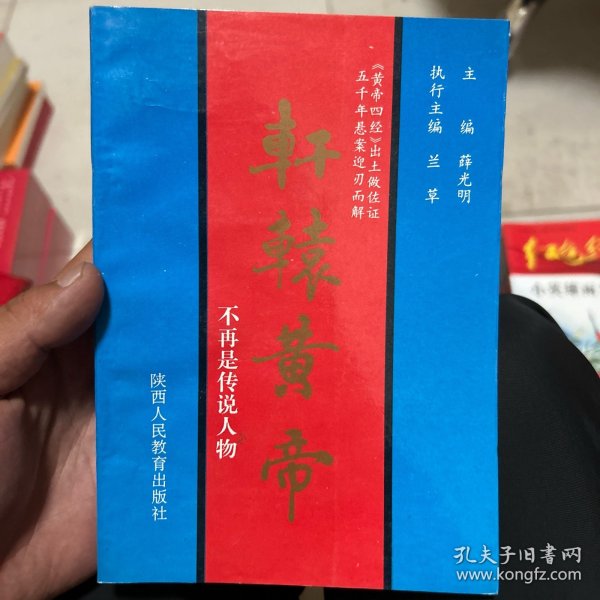 主 编 薛光明
执行主编 兰 草
《黄帝四经》出土做佐证
五千年悬案迎刃而解
軒轅黄帝
不再是传说人物
陕西人民教育出版社
孔夫子旧书网
www.kongfz.com